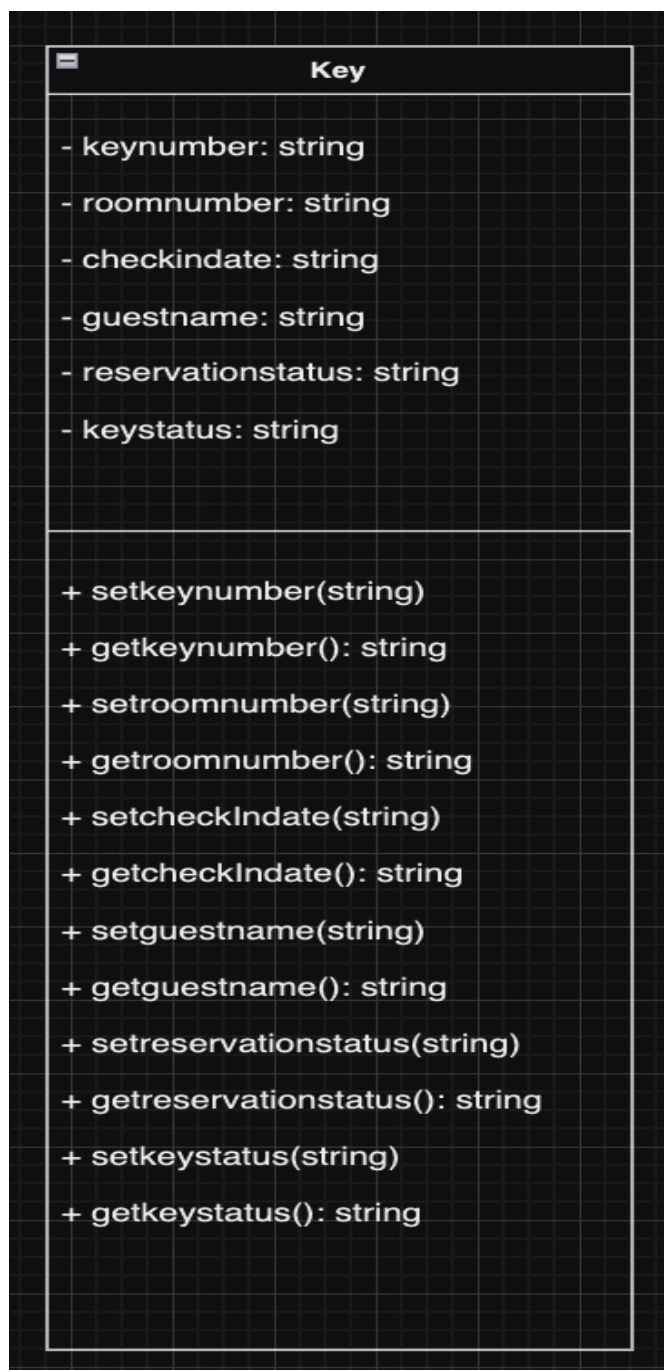 Key
- keynumber: string
- roomnumber: string
- checkindate: string
- guestname: string
- reservationstatus: string
- keystatus: string
+ setkeynumber(string)
+ getkeynumber(): string
+ setroomnumber(string)
+ getroomnumber(): string
+ setcheckIndate(string)
+ getcheckIndate(): string
+ setguestname(string)
+ getguestname(): string
+ setreservationstatus(string)
+ getreservationstatus(): string
+ setkeystatus(string)
+ getkeystatus(): string